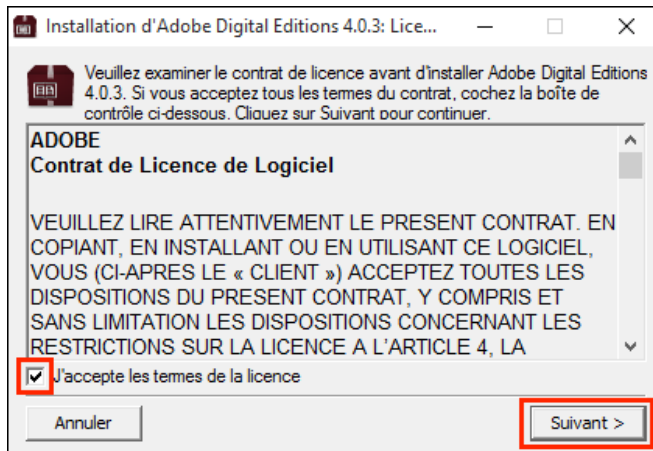 Installation d'Adobe Digital Editions 4.0.3: Lice...
Veuillez examiner le contrat de licence avant d'installer Adobe Digital Editions
4.0.3. Si vous acceptez tous les termes du contrat, cochez la boîte de
contrôle ci-dessous. Cliquez sur Suivant pour continuer.
ADOBE
Contrat de Licence de Logiciel
VEUILLEZ LIRE ATTENTIVEMENT LE PRESENT CONTRAT. EN
COPIANT, EN INSTALLANT OU EN UTILISANT CE LOGICIEL,
VOUS (CI-APRES LE « CLIENT ») ACCEPTEZ TOUTES LES
DISPOSITIONS DU PRESENT CONTRAT, Y COMPRIS ET
SANS LIMITATION LES DISPOSITIONS CONCERNANT LES
RESTRICTIONS SUR LA LICENCE A L'ARTICLE 4, LA
J'accepte les termes de la licence
Annuler
Suivant >